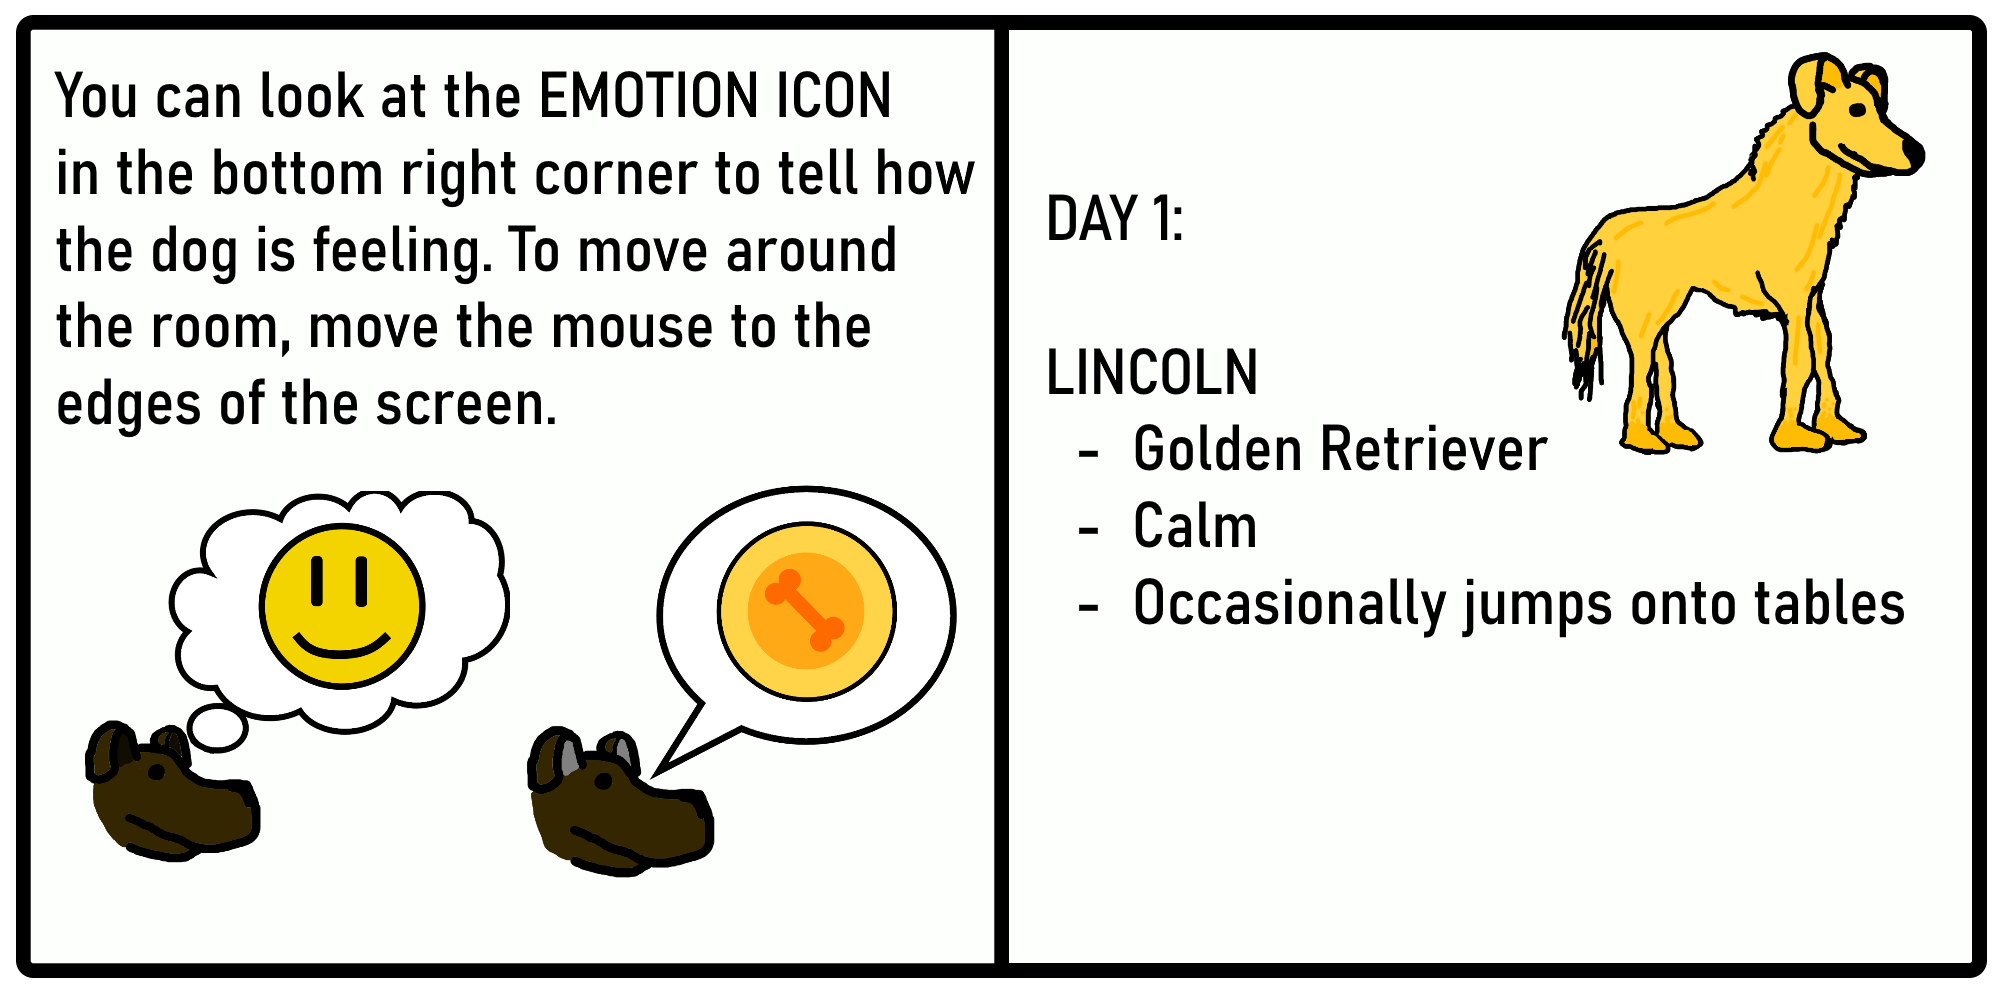 You can look at the EMOTION ICON
in the bottom right corner to tell how
the dog is feeling. To move around
the room, move the mouse to the
edges of the screen.
DAY 1:
LINCOLN
- Golden Retriever
- Calm
- Occasionally jumps onto tables